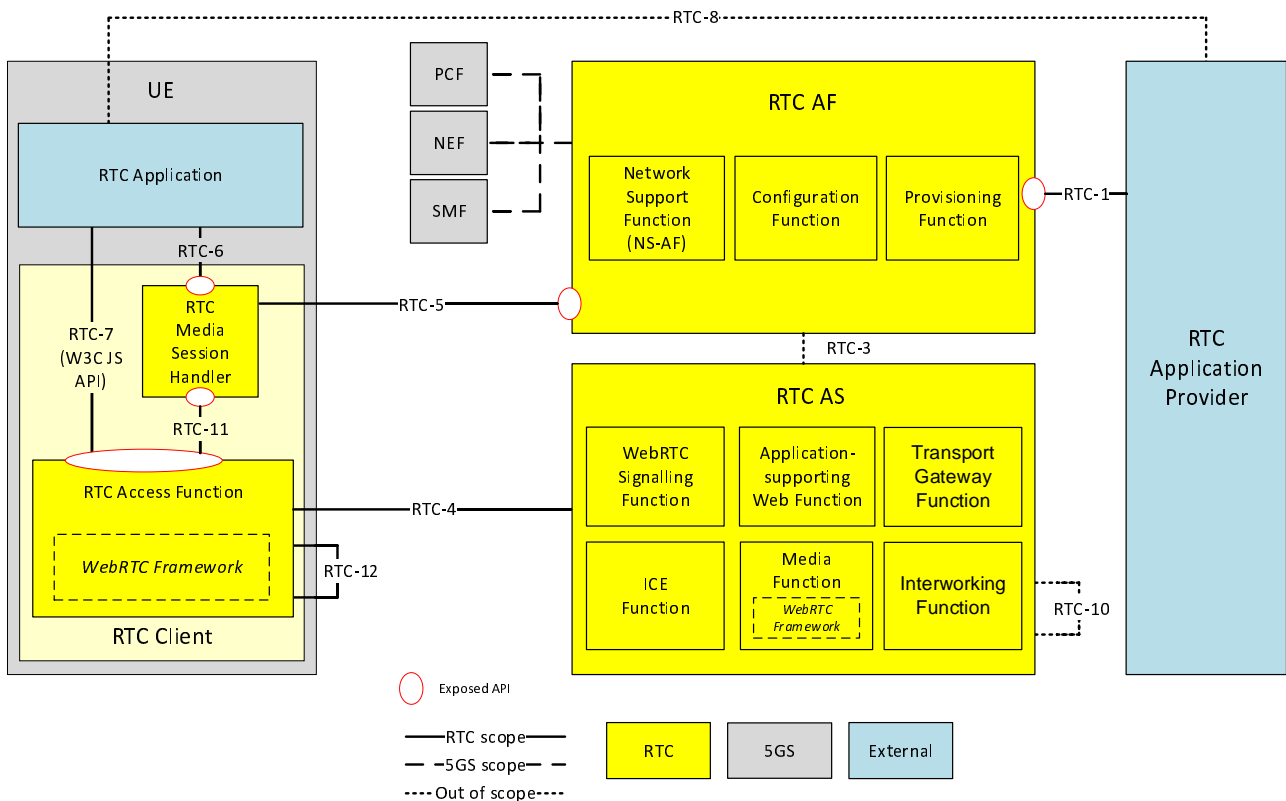 RTC-8
UE
RTC Application
RTC-6
RTC
Media
Session
Handler
RTC-7
(W3C JS
API)
RTC-11
RTC Access Function
WebRTC Framework
RTC-12
RTC Client
PCF
NEF
SMF
RTC-5
RTC-4
RTC AF
Network
Support
Function
(NS-AF)
Configuration
Function
Provisioning
Function
RTC-1
RTC-3
RTC AS
WebRTC
Signalling
Function
Application-
supporting
Web Function
Transport
Gateway
Function
ICE
Function
Media
Function
WebRTC
Framework
Interworking
Function
RTC-10
RTC
Application
Provider
Exposed API
RTC scope
5GS scope
Out of scope
RTC
5GS
External